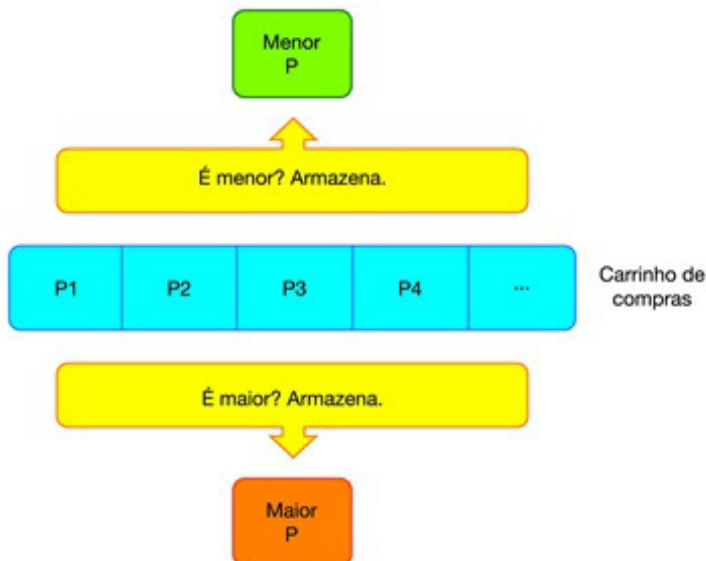 Menor
P
É menor? Armazena.
P1 P2 P3 P4 ...
Carrinho de
compras
É maior? Armazena.
Maior
P